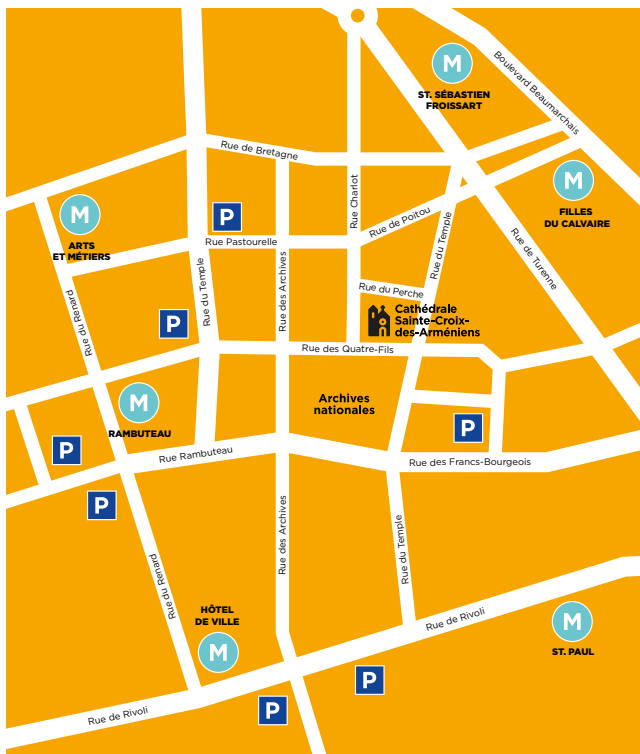 M
ST. SÉBASTIEN
FROISSART
Boulevard Beaumarchais
Rue de Bretagne
M
ARTS
ET MÉTIERS
P
Rue Charlot
M
FILLES
DU CALVAIRE
Rue de Poitou
Rue Pastourelle
Rue du Temple
Rue de Turenne
Rue des Archives
Rue du Temple
Rue du Perche
Cathédrale
Sainte-Croix-
des-Arméniens
P
Rue du Renard
Rue des Quatre-Fils
M
RAMBUTEAU
Archives
nationales
P
P
Rue Rambuteau
Rue des Francs-Bourgeois
P
Rue des Archives
Rue du Temple
Rue du Renard
HÔTEL
DE VILLE
M
Rue de Rivoli
M
ST. PAUL
P
P
Rue de Rivoli